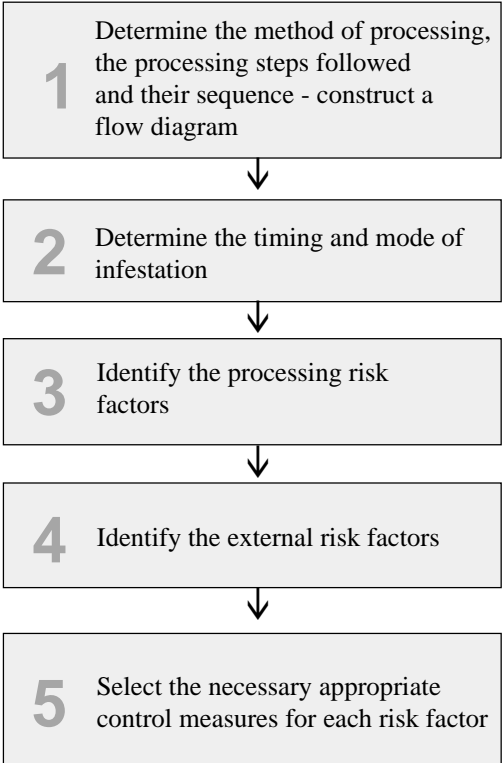 1
Determine the method of processing,
the processing steps followed
and their sequence - construct a
flow diagram
2
Determine the timing and mode of
infestation
3
Identify the processing risk
factors
4
Identify the external risk factors
5
Select the necessary appropriate
control measures for each risk factor